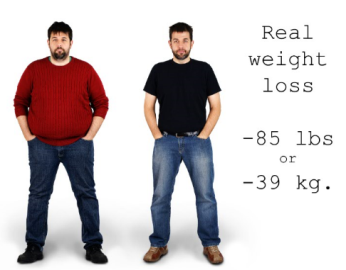 Real
weight
loss
-85 lbs
or
-39 kg.